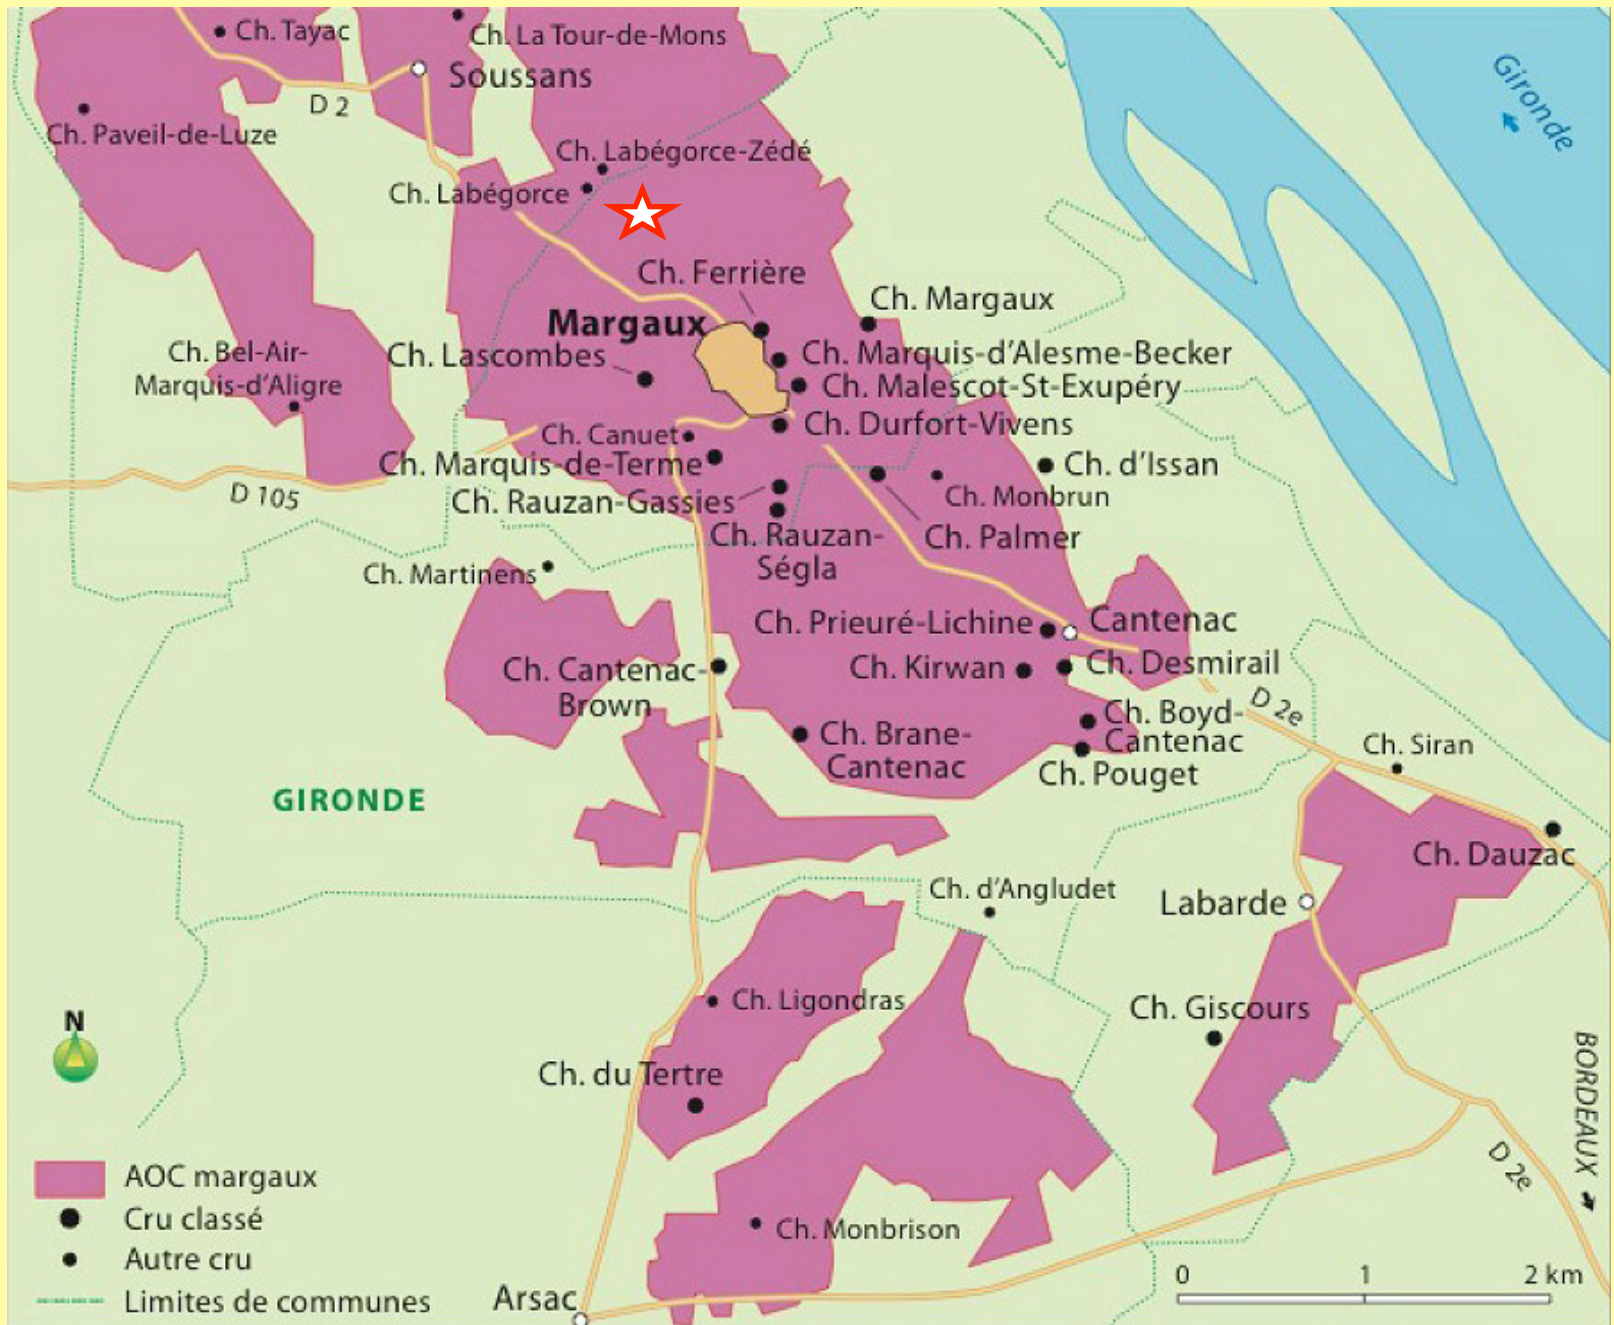 Ch. Tayac
Ch. La Tour-de-Mons
Soussans
D 2
Gironde
Ch. Paveil-de-Luze
Ch. Labégorce-Zédé
Ch. Labégorce
Ch. Ferrière
Ch. Margaux
Margaux
Ch. Bel-Air-
Marquis-d'Aligre
Ch. Lascombes
Ch. Marquis-d'Alesme-Becker
Ch. Malescot-St-Exupéry
Ch. Durfort-Vivens
Ch. Canuet
Ch. Marquis-de-Terme
Ch. d'Issan
D 105
Ch. Rauzan-Gassies
Ch. Monbrun
Ch. Rauzan-
Ségla
Ch. Palmer
Ch. Martinens
Ch. Prieuré-Lichine
Cantenac
Ch. Cantenac-
Brown
Ch. Kirwan
Ch. Desmirail
D 2e
Ch. Boyd-
Cantenac
Ch. Brane-
Cantenac
Ch. Pouget
Ch. Siran
GIRONDE
Ch. Dauzac
Ch. d'Angludet
Labarde
Ch. Ligondras
Ch. Giscours
N
Ch. du Tertre
BORDEAUX
D 2e
AOC margaux
Cru classé
Autre cru
Limites de communes
Ch. Monbrison
Arsac
0 1 2 km